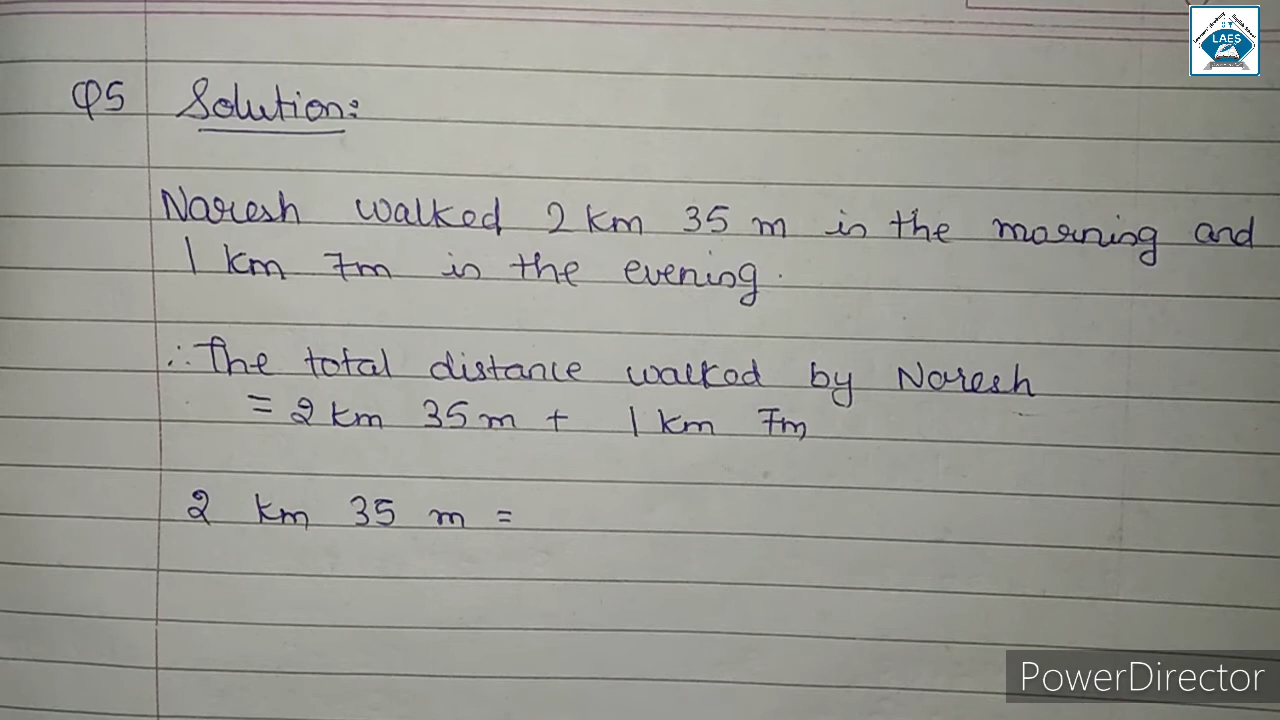 LAES
Q5 Solution:
Naresh walked 2 km 35 m in the morning and
1 km 7m in the evening.
∴ The total distance walked by Naresh
= 2 km 35 m + 1 km 7m
2 km 35 m =
PowerDirector